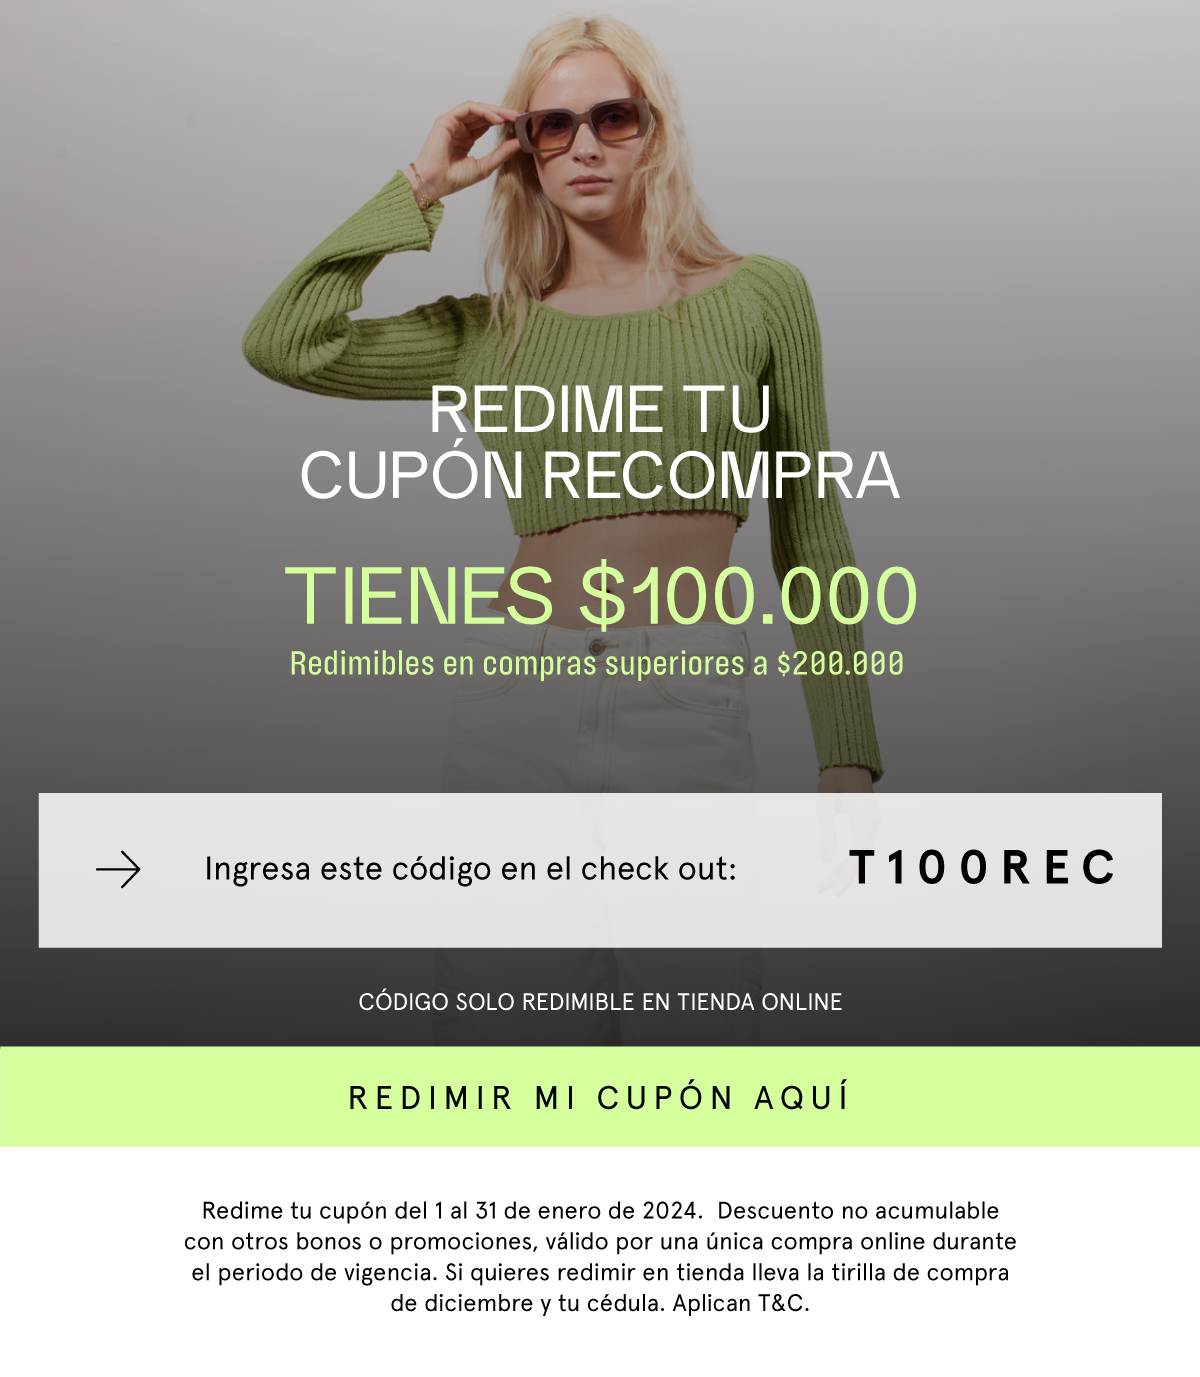 REDIME TU
CUPÓN RECOMPRA
TIENES $100.000
Redimibles en compras superiores a $200.000
Ingresa este código en el check out: T100REC
CÓDIGO SOLO REDIMIBLE EN TIENDA ONLINE
REDIMIR MI CUPÓN AQUÍ
Redime tu cupón del 1 al 31 de enero de 2024. Descuento no acumulable
con otros bonos o promociones, válido por una única compra online durante
el periodo de vigencia. Si quieres redimir en tienda lleva la tirilla de compra
de diciembre y tu cédula. Aplican T&C.